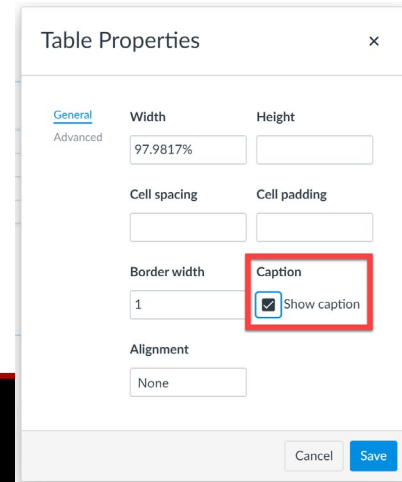 Table Properties ×
General
Advanced
Width Height
97.9817%
Cell spacing Cell padding
Border width Caption
1 Show caption
Alignment
None
Cancel Save